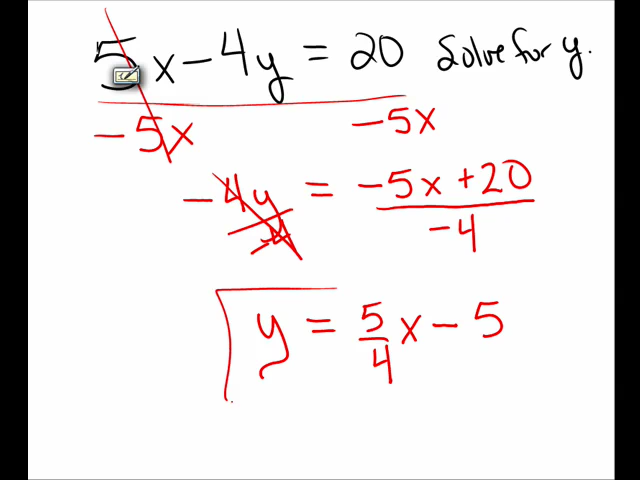 5x - 4y = 20 Solve for y.
-5x -5x
-4y = -5x + 20
-4 -4
y = 5/4 x - 5